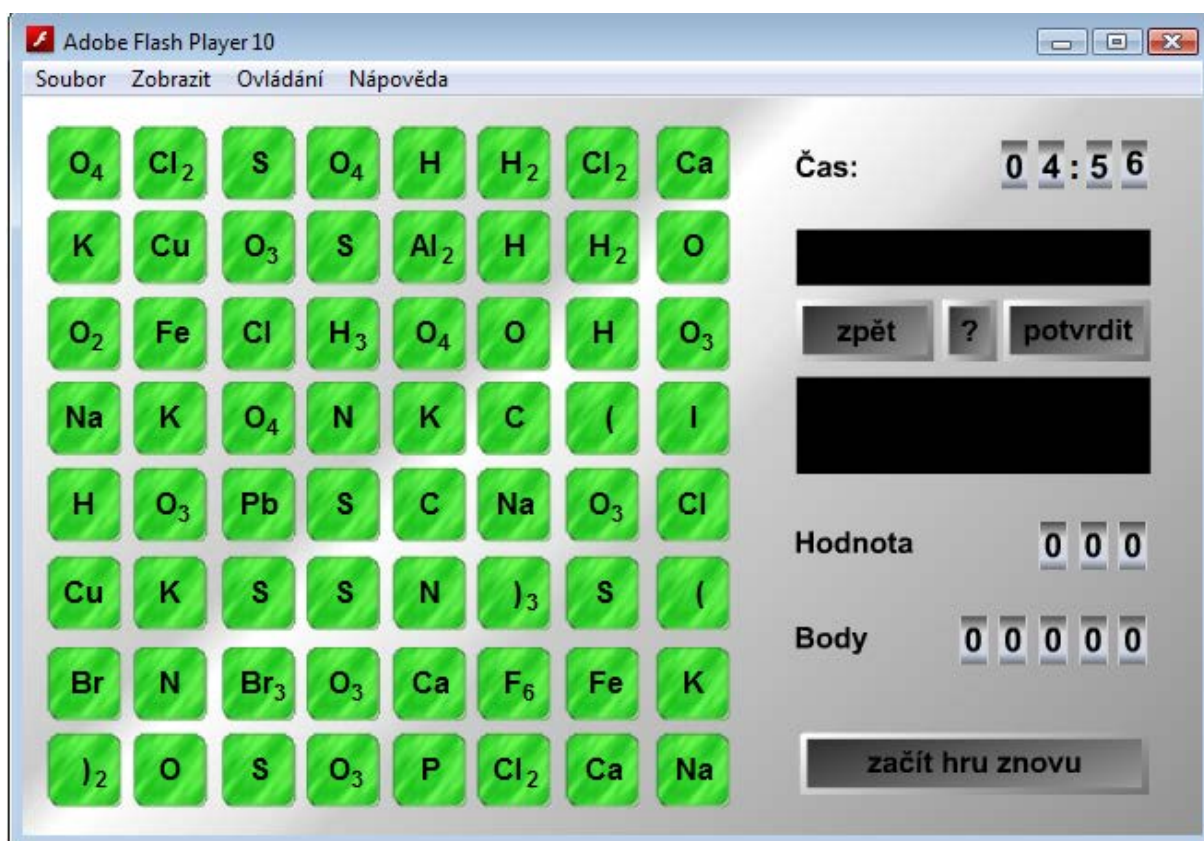 Adobe Flash Player 10
Soubor Zobrazit Ovládání Nápověda
O₄ Cl₂ S O₄ H H₂ Cl₂ Ca
K Cu O₃ S Al₂ H H₂ O
O₂ Fe Cl H₃ O₄ O H O₃
Na K O₄ N K C ( I
H O₃ Pb S C Na O₃ Cl
Cu K S S N )₃ S (
Br N Br₃ O₃ Ca F₆ Fe K
)₂ O S O₃ P Cl₂ Ca Na
Čas: 04:56
zpět ? potvrdit
Hodnota 000
Body 00000
začít hru znovu